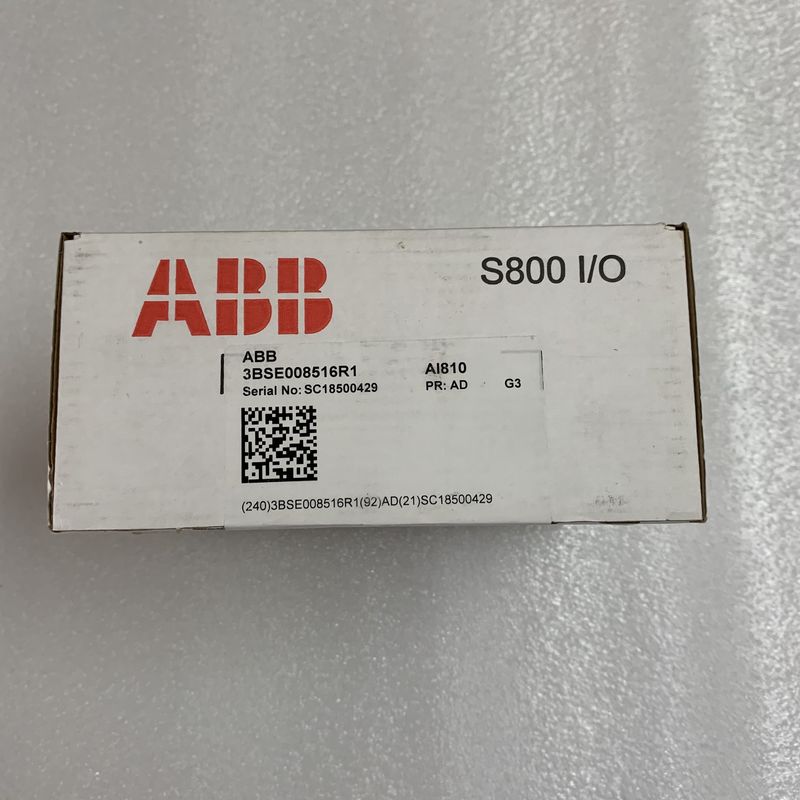 ABB
S800 I/O
ABB
3BSE008516R1 AI810
Serial No: SC18500429 PR: AD G3
(240)3BSE008516R1(92)AD(21)SC18500429